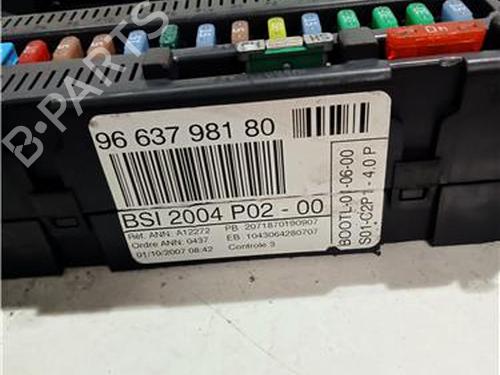 96 637 981 80
BSI 2004 P02 - 00
Réf. ANN: A12272 PB 2071870190907
Ordre ANN: 0437 EB 1043064280707
01/10/2007 08:42 Controle 3
BOOTL-01-06-00
S01-C2P1 - 4.0 P
B-PARTS